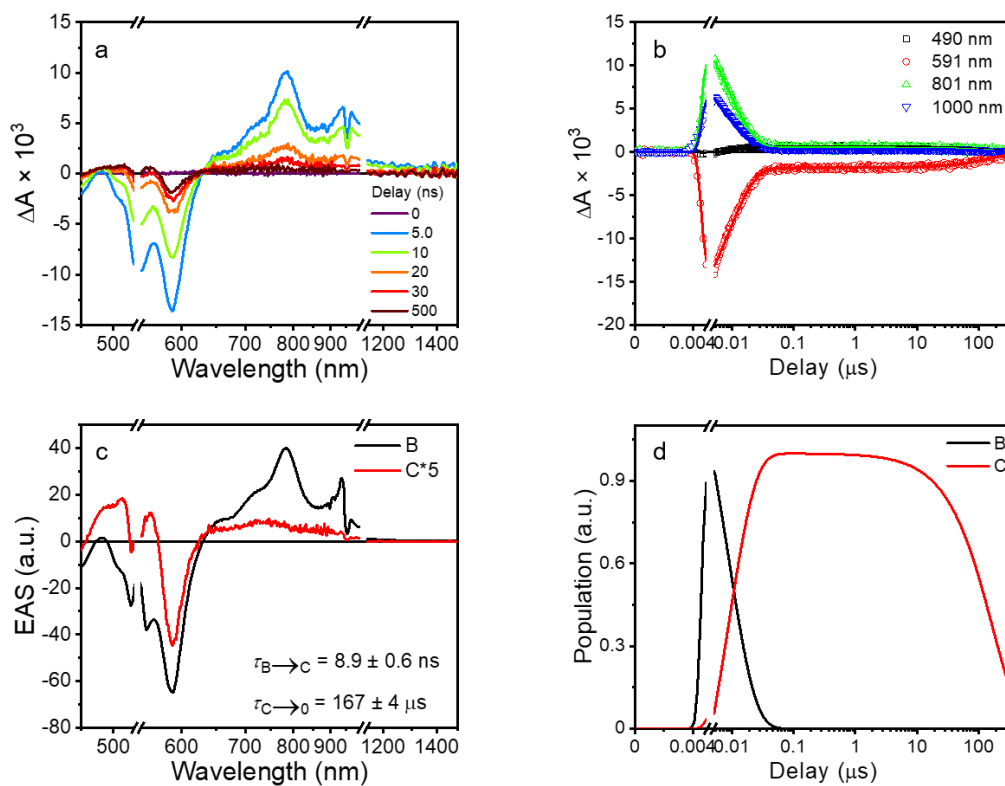 a
ΔA × 10³
15
10
5
0
-5
-10
-15
500
600
700
800
900
1200
1400
Wavelength (nm)
Delay (ns)
0
5.0
10
20
30
500
b
ΔA × 10³
15
10
5
0
-5
-10
-15
-20
0
0.004
0.01
0.1
1
10
100
Delay (μs)
490 nm
591 nm
801 nm
1000 nm
c
EAS (a.u.)
40
20
0
-20
-40
-60
-80
500
600
700
800
900
1200
1400
Wavelength (nm)
B
C*5
τB→C = 8.9 ± 0.6 ns
τC→0 = 167 ± 4 μs
d
Population (a.u.)
0.9
0.6
0.3
0
0
0.004
0.01
0.1
1
10
100
Delay (μs)
B
C